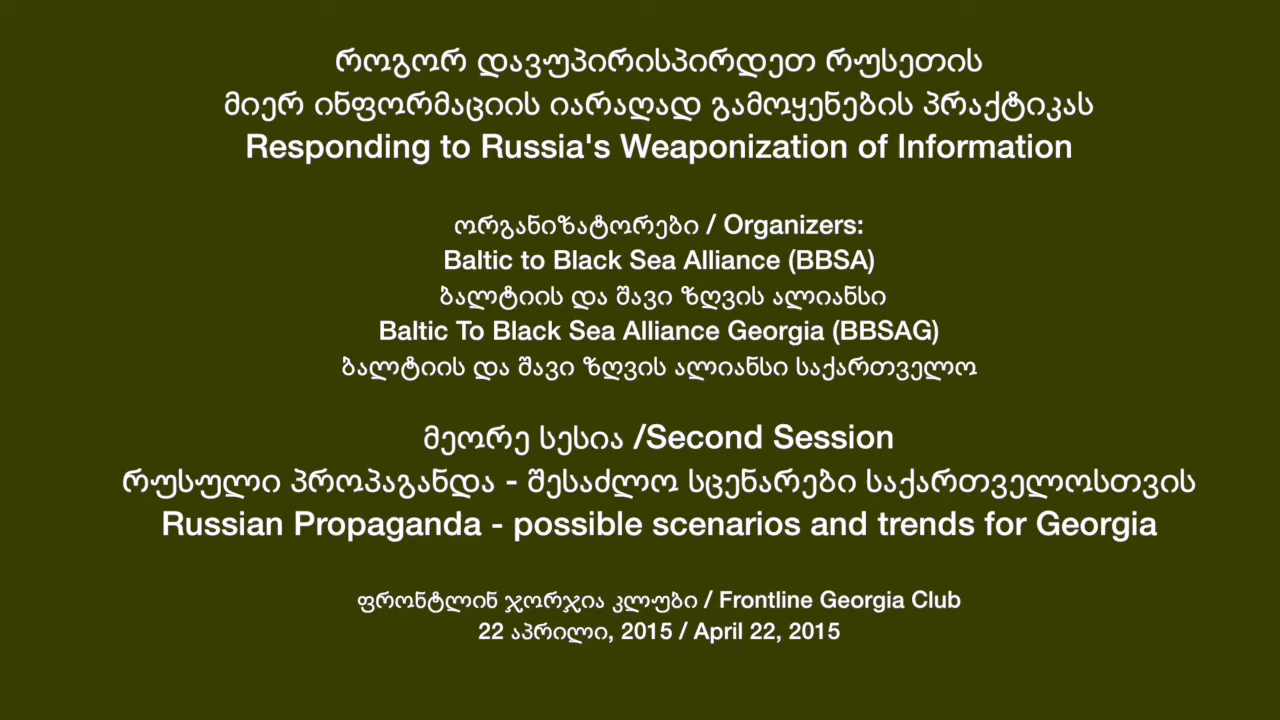 როგორ დავუპირისპირდეთ რუსეთის
მიერ ინფორმაციის იარაღად გამოყენების პრაქტიკას
Responding to Russia's Weaponization of Information
ორგანიზატორები / Organizers:
Baltic to Black Sea Alliance (BBSA)
ბალტიის და შავი ზღვის ალიანსი
Baltic To Black Sea Alliance Georgia (BBSAG)
ბალტიის და შავი ზღვის ალიანსი საქართველო
მეორე სესია /Second Session
რუსული პროპაგანდა - შესაძლო სცენარები საქართველოსთვის
Russian Propaganda - possible scenarios and trends for Georgia
ფრონტლინ ჯორჯია კლუბი / Frontline Georgia Club
22 აპრილი, 2015 / April 22, 2015